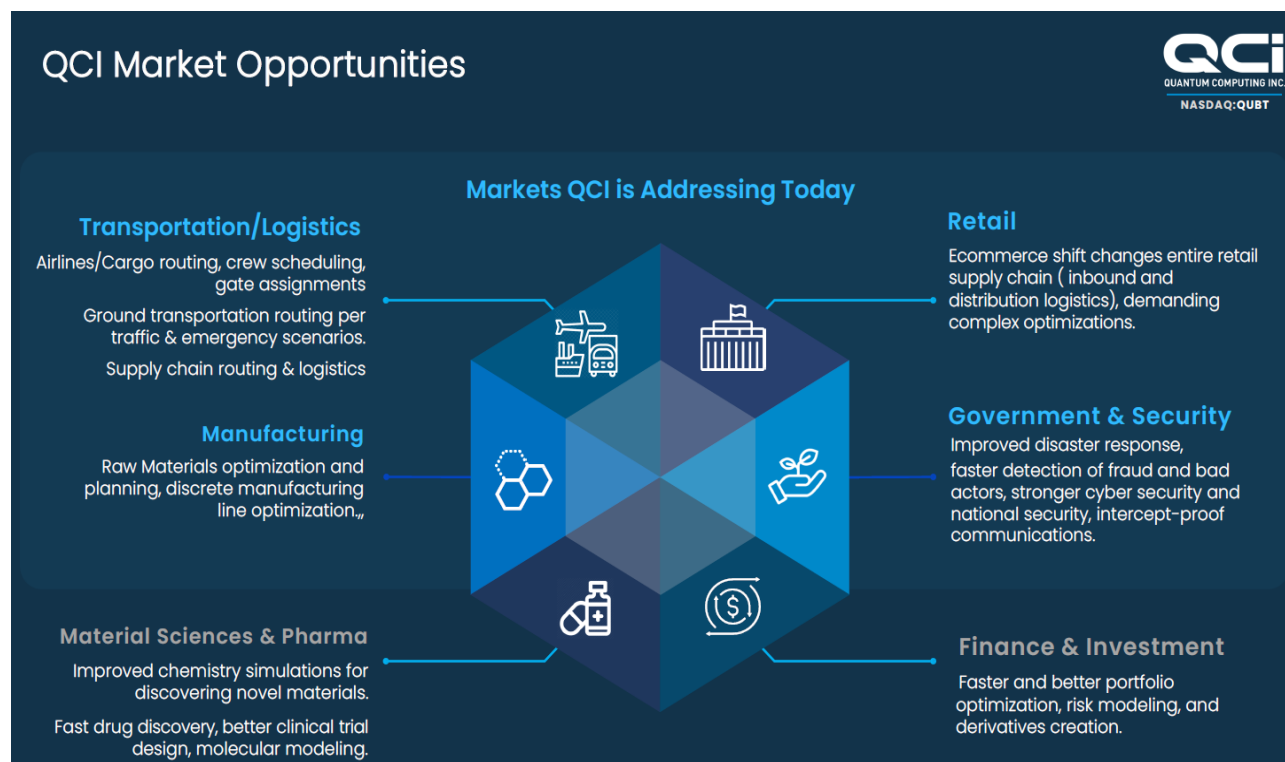 QCI Market Opportunities
QCi
QUANTUM COMPUTING INC.
NASDAQ:QUBT
Markets QCI is Addressing Today
Transportation/Logistics
Airlines/Cargo routing, crew scheduling,
gate assignments
Ground transportation routing per
traffic & emergency scenarios.
Supply chain routing & logistics
Retail
Ecommerce shift changes entire retail
supply chain ( inbound and
distribution logistics), demanding
complex optimizations.
Manufacturing
Raw Materials optimization and
planning, discrete manufacturing
line optimization.,,
Government & Security
Improved disaster response,
faster detection of fraud and bad
actors, stronger cyber security and
national security, intercept-proof
communications.
Material Sciences & Pharma
Improved chemistry simulations for
discovering novel materials.
Fast drug discovery, better clinical trial
design, molecular modeling.
$
Finance & Investment
Faster and better portfolio
optimization, risk modeling, and
derivatives creation.